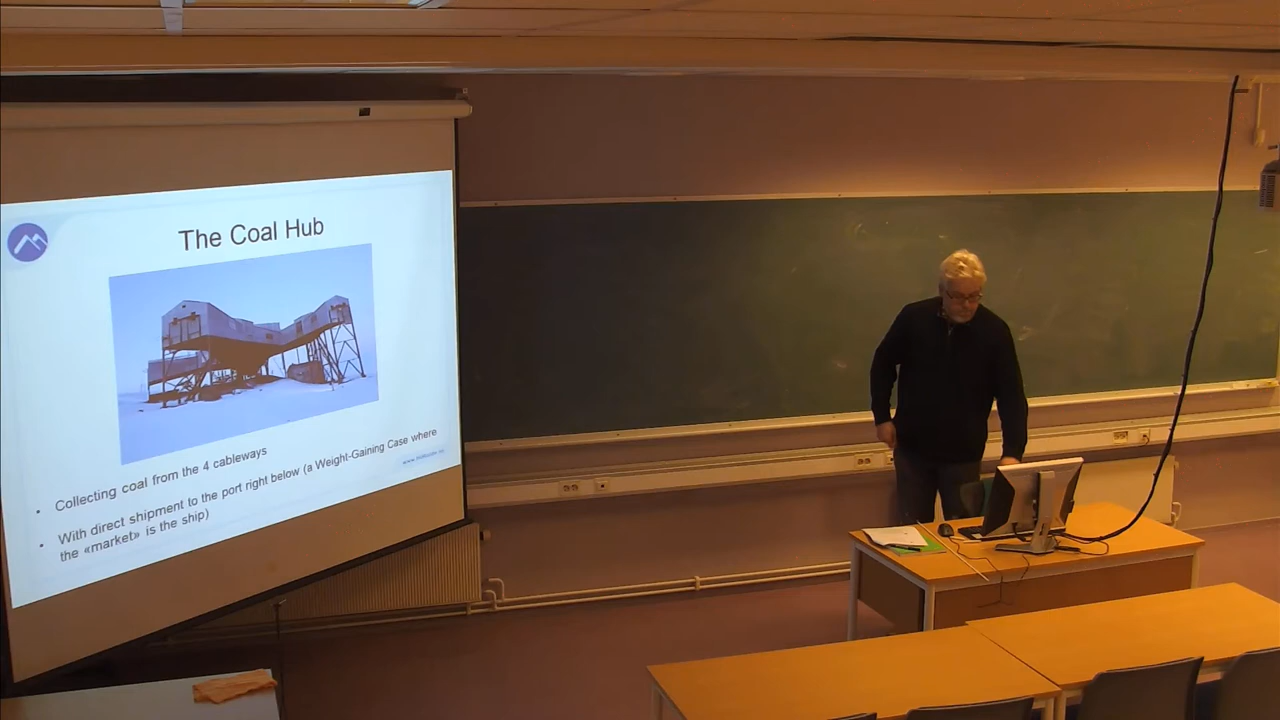 The Coal Hub
• Collecting coal from the 4 cableways
• With direct shipment to the port right below (a Weight-Gaining Case where
the «market» is the ship)